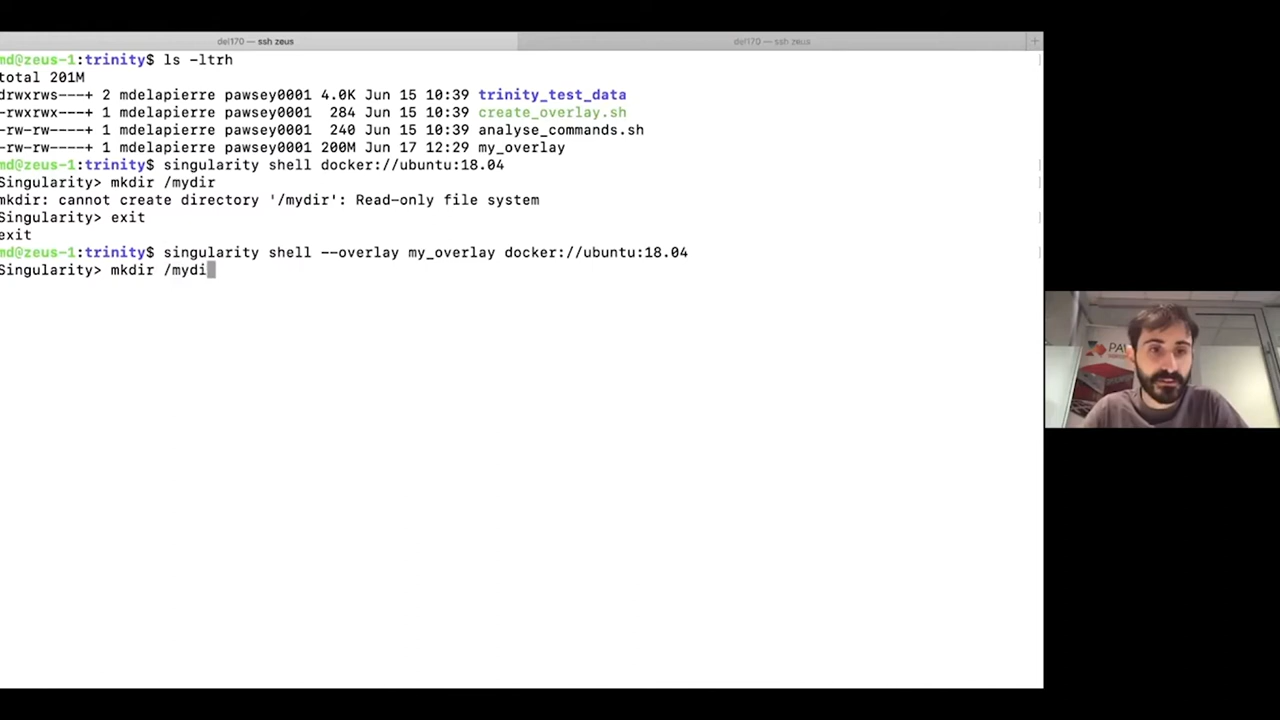 del170 — ssh zeus
del170 — ssh zeus
md@zeus-1:trinity$ ls -ltrh
total 201M
drwxrws---+ 2 mdelapierre pawsey0001 4.0K Jun 15 10:39 trinity_test_data
-rwxrwx---+ 1 mdelapierre pawsey0001  284 Jun 15 10:39 create_overlay.sh
-rw-rw----+ 1 mdelapierre pawsey0001  240 Jun 15 10:39 analyse_commands.sh
-rw-rw----+ 1 mdelapierre pawsey0001 200M Jun 17 12:29 my_overlay
md@zeus-1:trinity$ singularity shell docker://ubuntu:18.04
Singularity> mkdir /mydir
mkdir: cannot create directory '/mydir': Read-only file system
Singularity> exit
exit
md@zeus-1:trinity$ singularity shell --overlay my_overlay docker://ubuntu:18.04
Singularity> mkdir /mydi